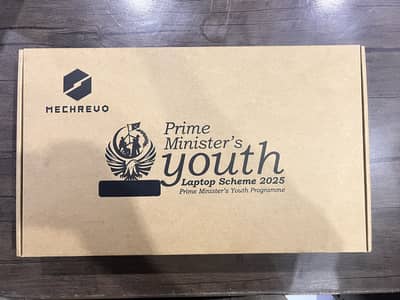 MECHREVO
Prime
Minister's
youth
Laptop Scheme 2025
Prime Minister's Youth Programme